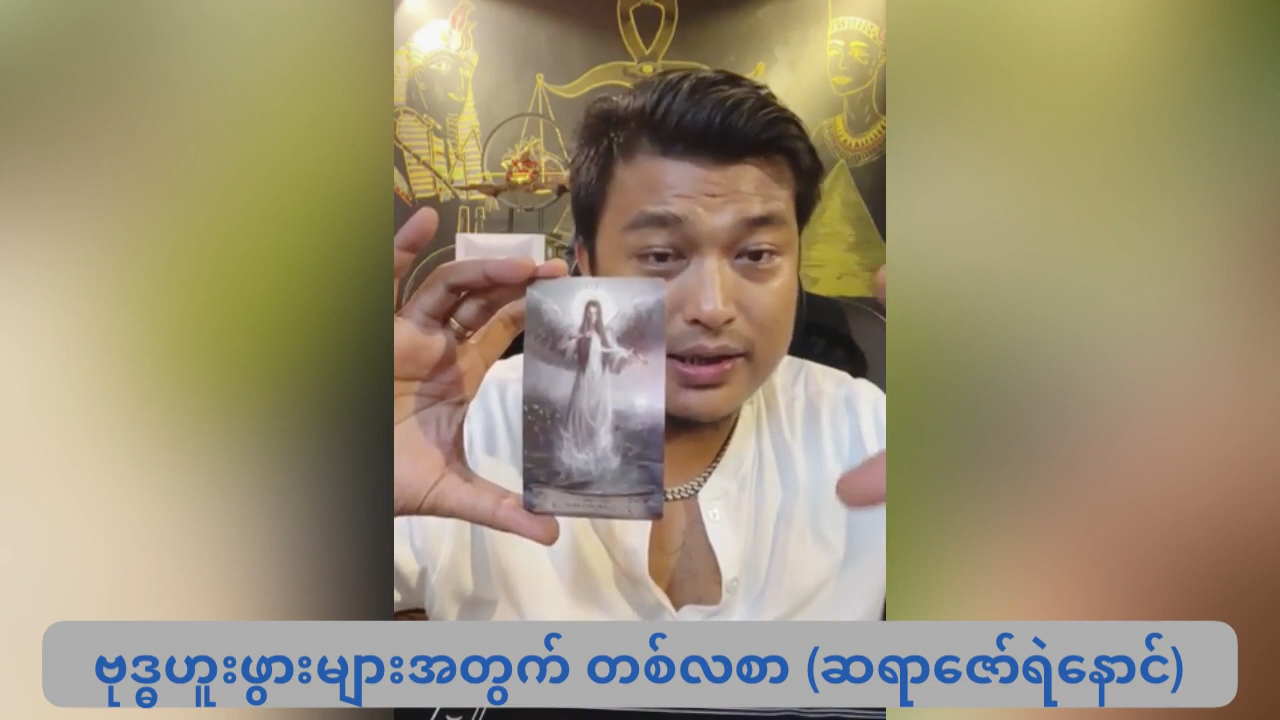 ဗုဒ္ဓဟူးဖွားများအတွက် တစ်လစာ (ဆရာဇော်ရဲနောင်)